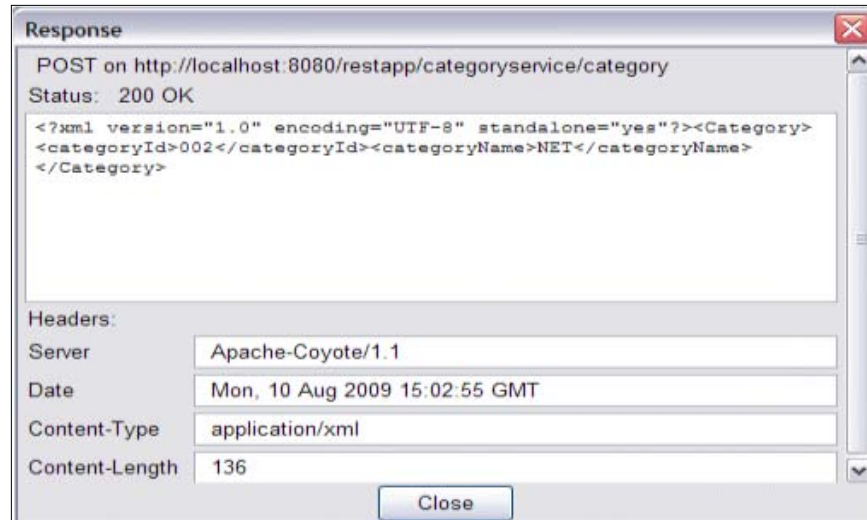 Response
POST on http://localhost:8080/restapp/categoryservice/category
Status: 200 OK
<?xml version="1.0" encoding="UTF-8" standalone="yes"?><Category>
<categoryId>002</categoryId><categoryName>NET</categoryName>
</Category>
Headers:
Server Apache-Coyote/1.1
Date Mon, 10 Aug 2009 15:02:55 GMT
Content-Type application/xml
Content-Length 136
Close